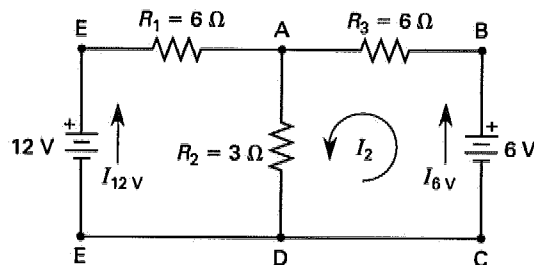 R1 = 6 Ω
R3 = 6 Ω
E
A
B
+
+
12 V
I12 V
R2 = 3 Ω
I2
I6 V
6 V
E
D
C